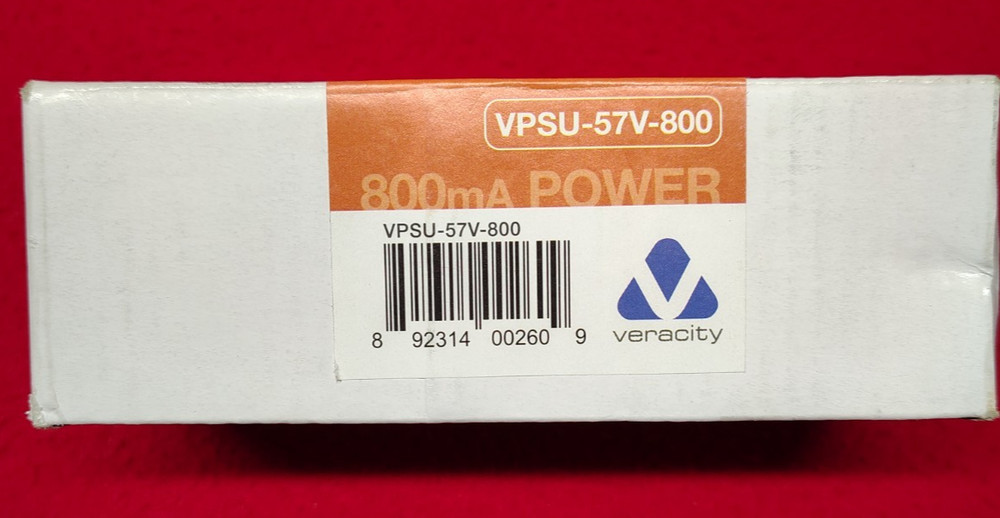 VPSU-57V-800
800mA POWER
VPSU-57V-800
8 92314 00260 9
veracity